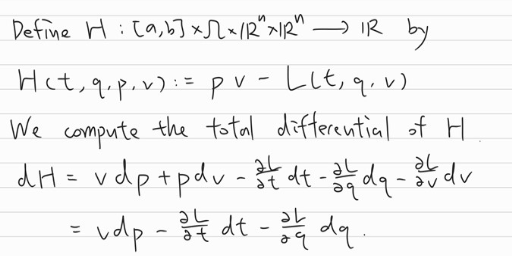 Define H : [a,b] × Ω × ℝⁿ × ℝⁿ ⟶ ℝ by
H(t, q, p, v) := p v − L(t, q, v)
We compute the total differential of H
dH = v dp + p dv − ∂L/∂t dt − ∂L/∂q dq − ∂L/∂v dv
= v dp − ∂L/∂t dt − ∂L/∂q dq .